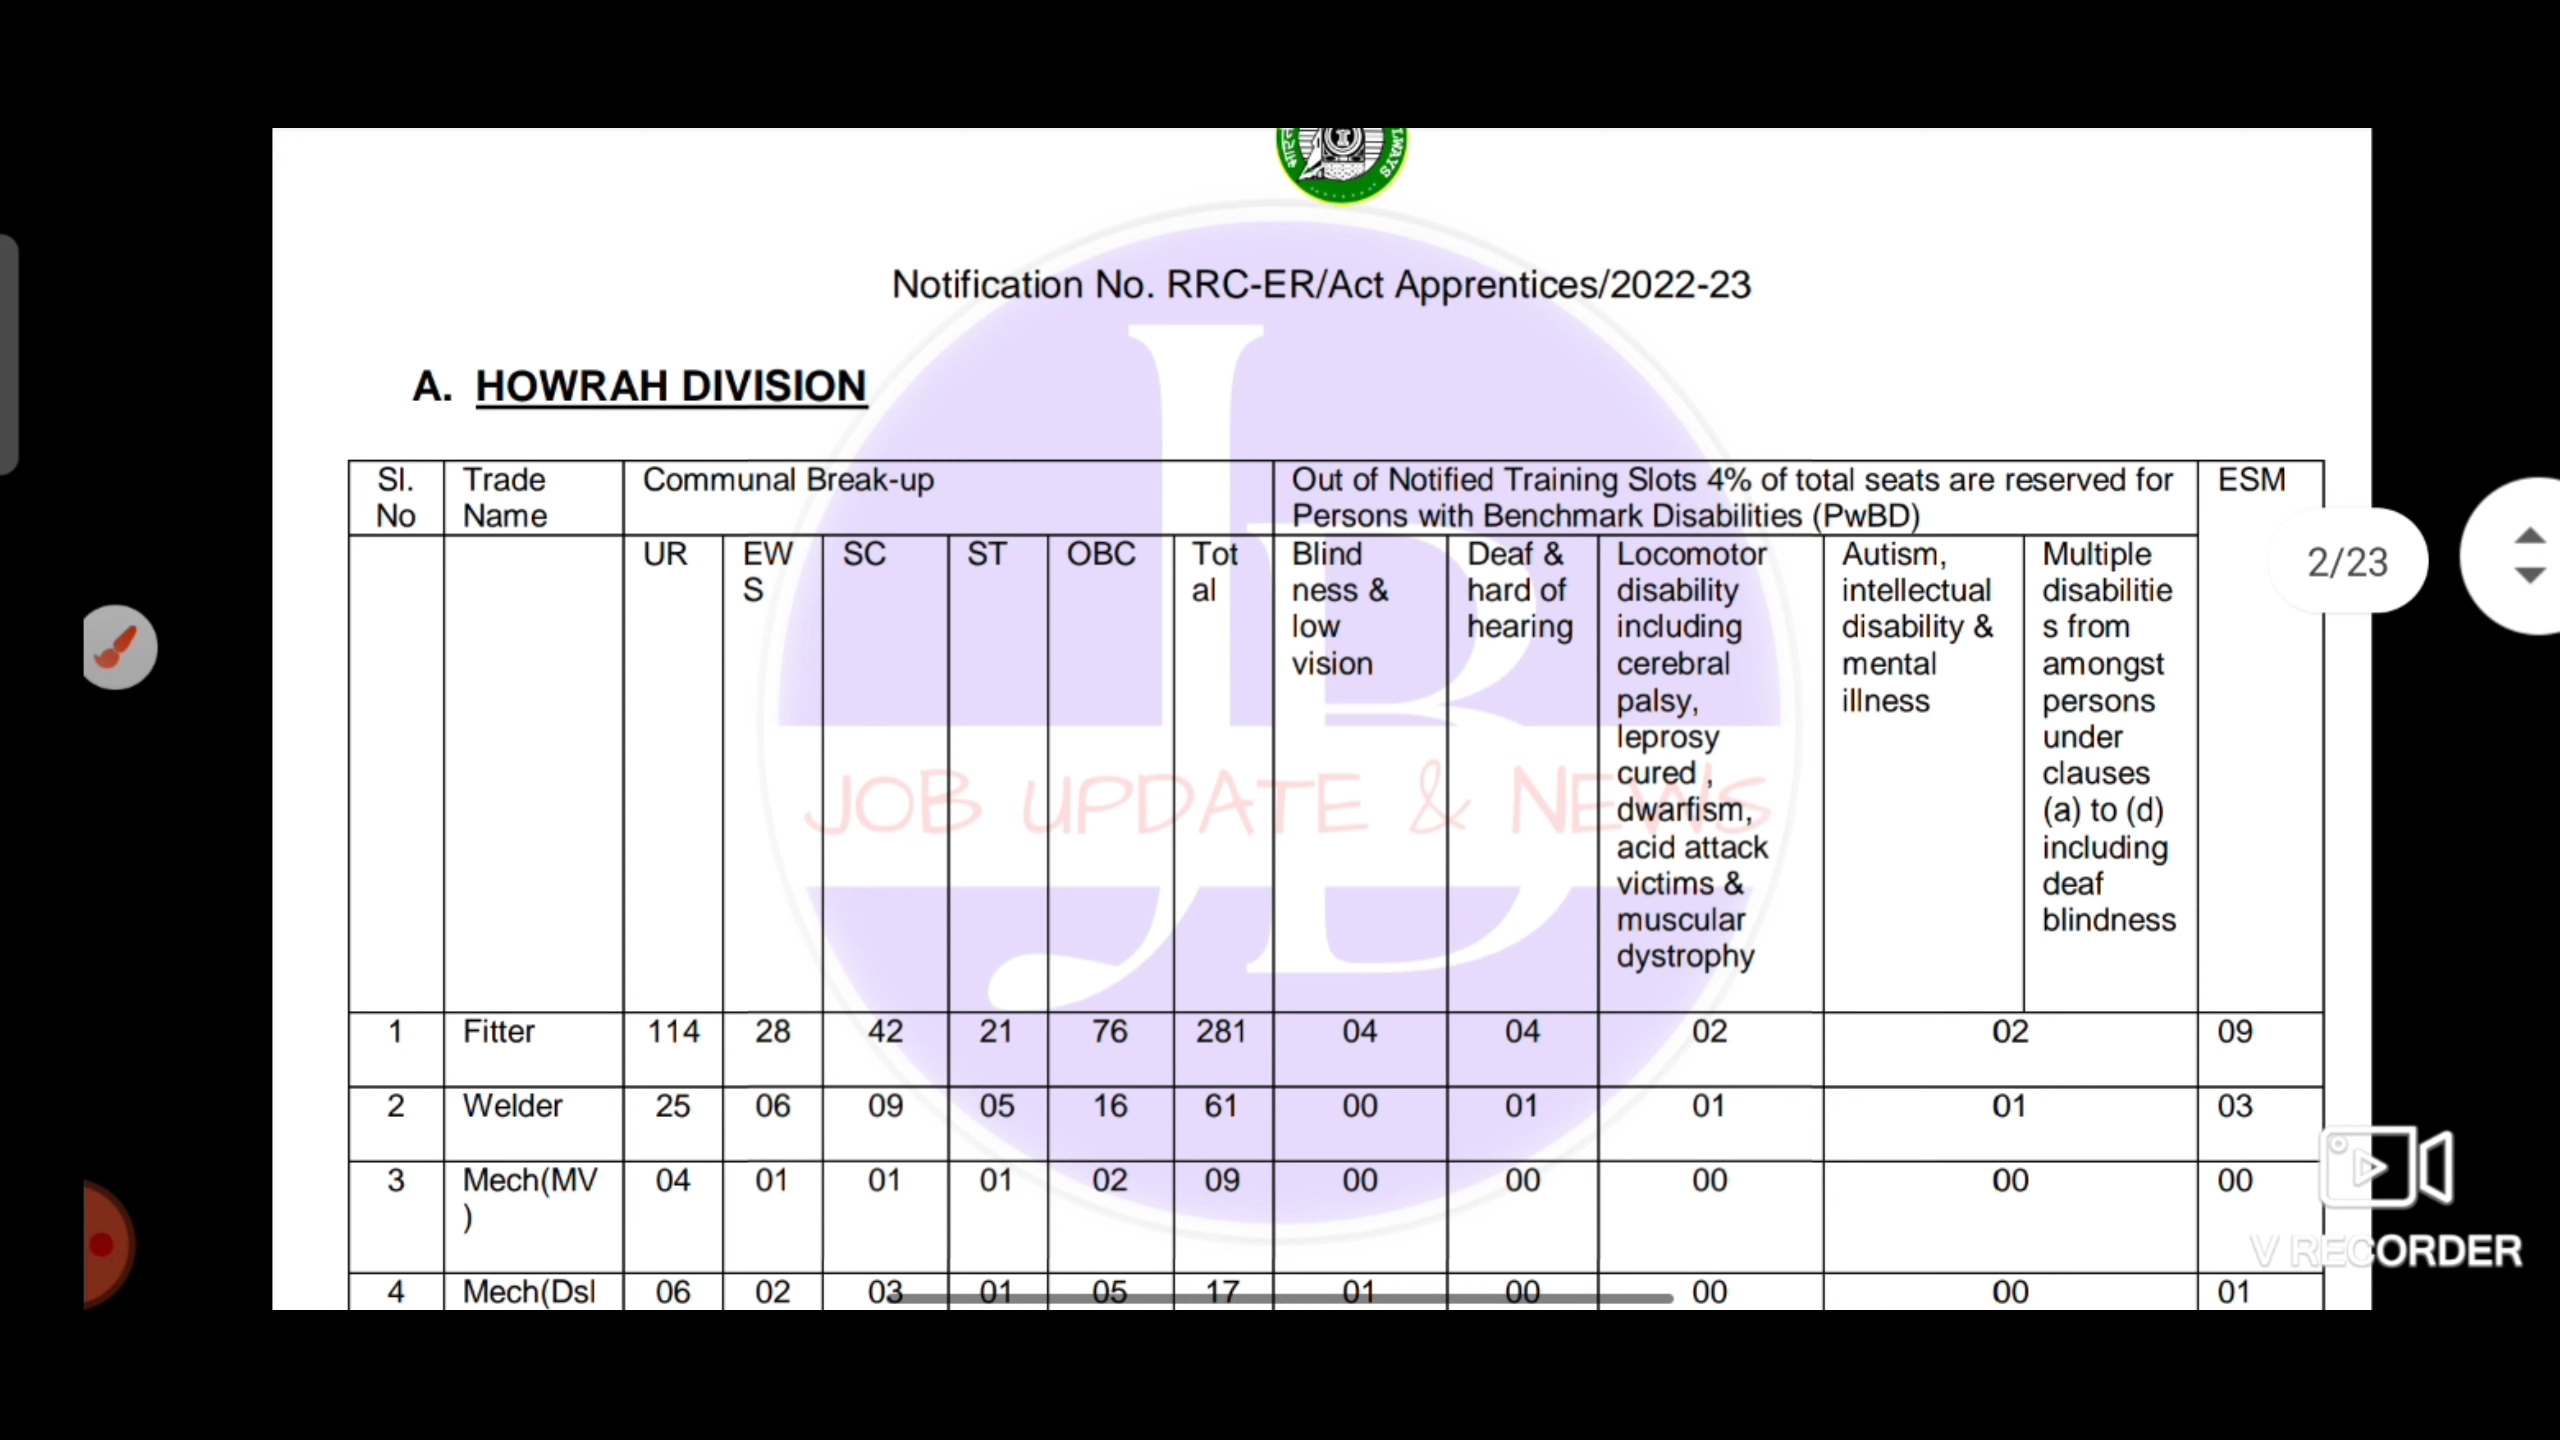 WAYS
Notification No. RRC-ER/Act Apprentices/2022-23
A. HOWRAH DIVISION
Sl. No Trade Name Communal Break-up Out of Notified Training Slots 4% of total seats are reserved for Persons with Benchmark Disabilities (PwBD) ESM
UR EW S SC ST OBC Tot al Blind ness & low vision Deaf & hard of hearing Locomotor disability including cerebral palsy, leprosy cured , dwarfism, acid attack victims & muscular dystrophy Autism, intellectual disability & mental illness Multiple disabilitie s from amongst persons under clauses (a) to (d) including deaf blindness
1 Fitter 114 28 42 21 76 281 04 04 02 02 09
2 Welder 25 06 09 05 16 61 00 01 01 01 03
3 Mech(MV ) 04 01 01 01 02 09 00 00 00 00 00
4 Mech(Dsl 06 02 03 01 05 17 01 00 00 00 01
2/23
JB
JOB UPDATE & NEWS
V RECORDER